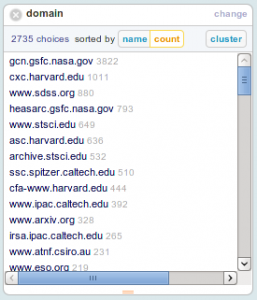 domain change
2735 choices sorted by name count cluster
gcn.gsfc.nasa.gov 3822
cxc.harvard.edu 1011
www.sdss.org 880
heasarc.gsfc.nasa.gov 793
www.stsci.edu 649
asc.harvard.edu 636
archive.stsci.edu 532
ssc.spitzer.caltech.edu 510
cfa-www.harvard.edu 444
www.ipac.caltech.edu 392
www.arxiv.org 328
irsa.ipac.caltech.edu 265
www.atnf.csiro.au 231
www.eso.org 219